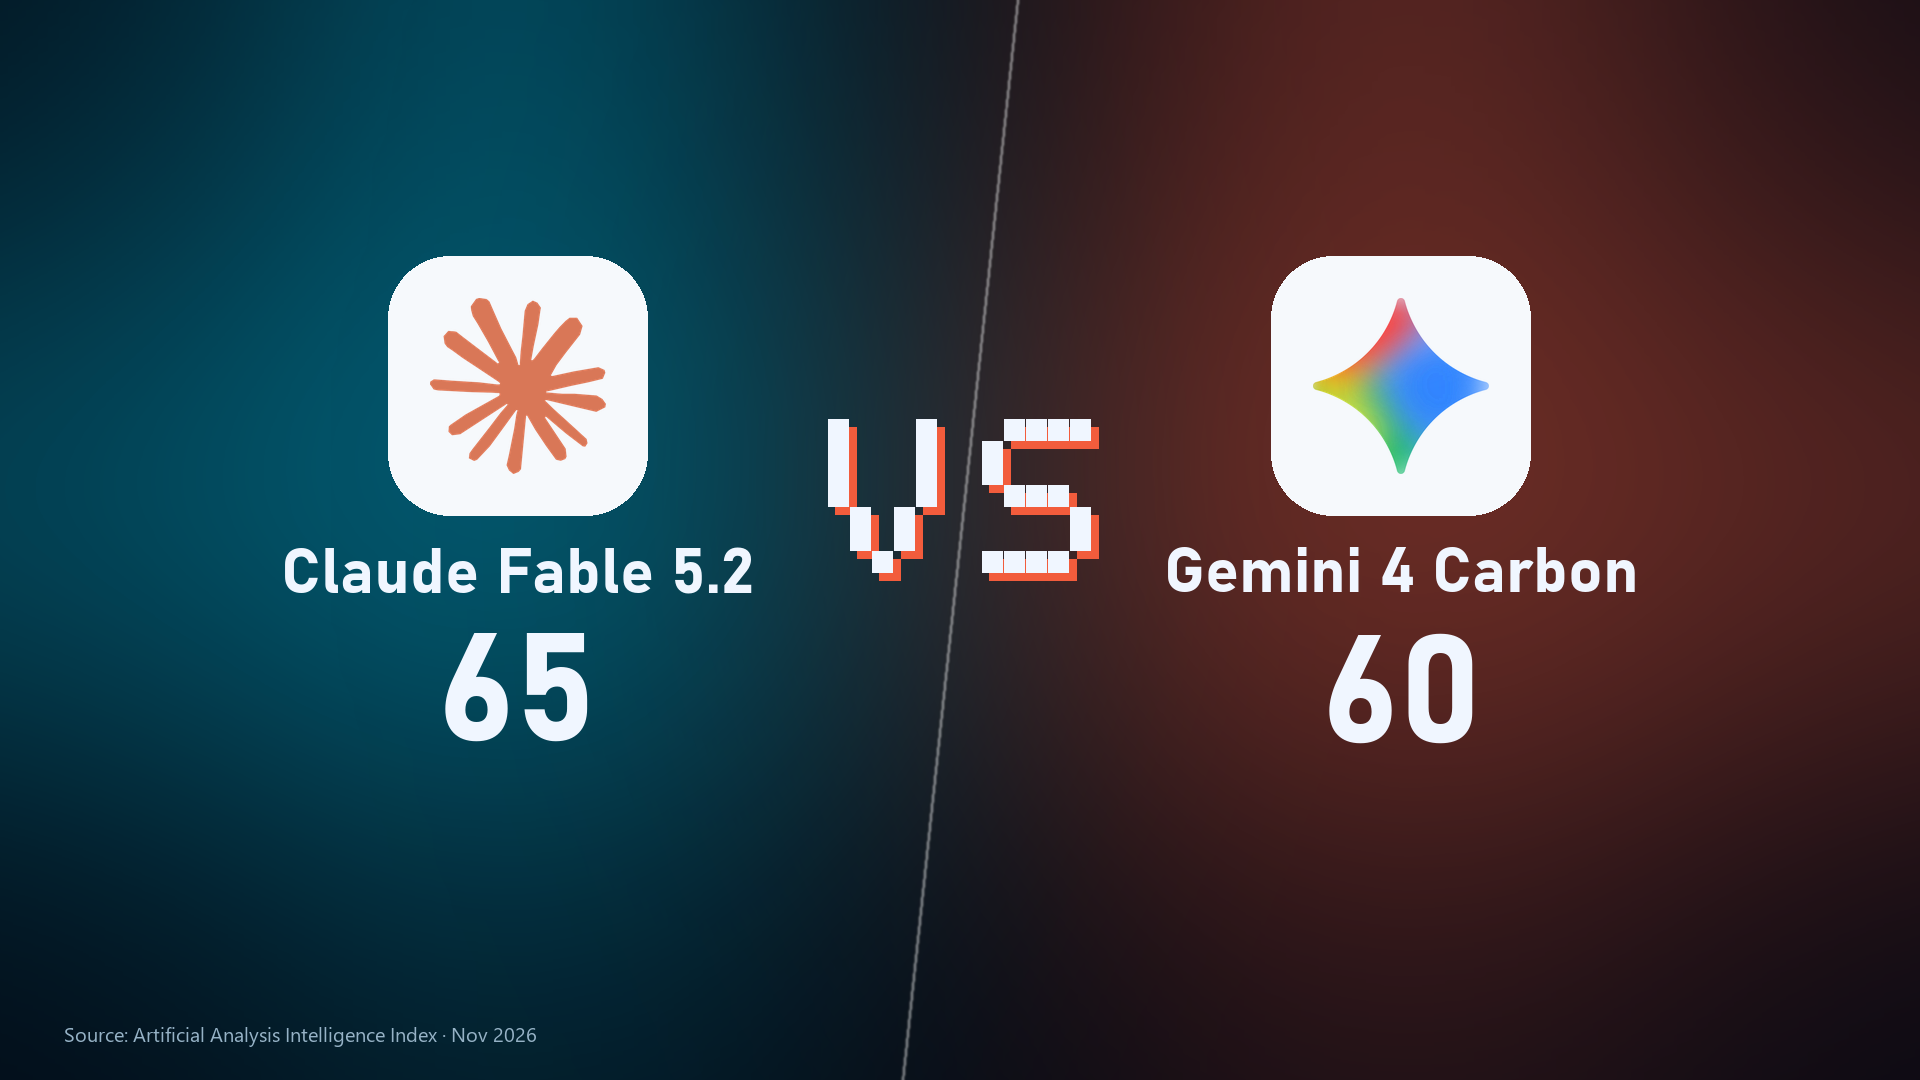 VS
Claude Fable 5.2
65
Gemini 4 Carbon
60
Source: Artificial Analysis Intelligence Index · Nov 2026